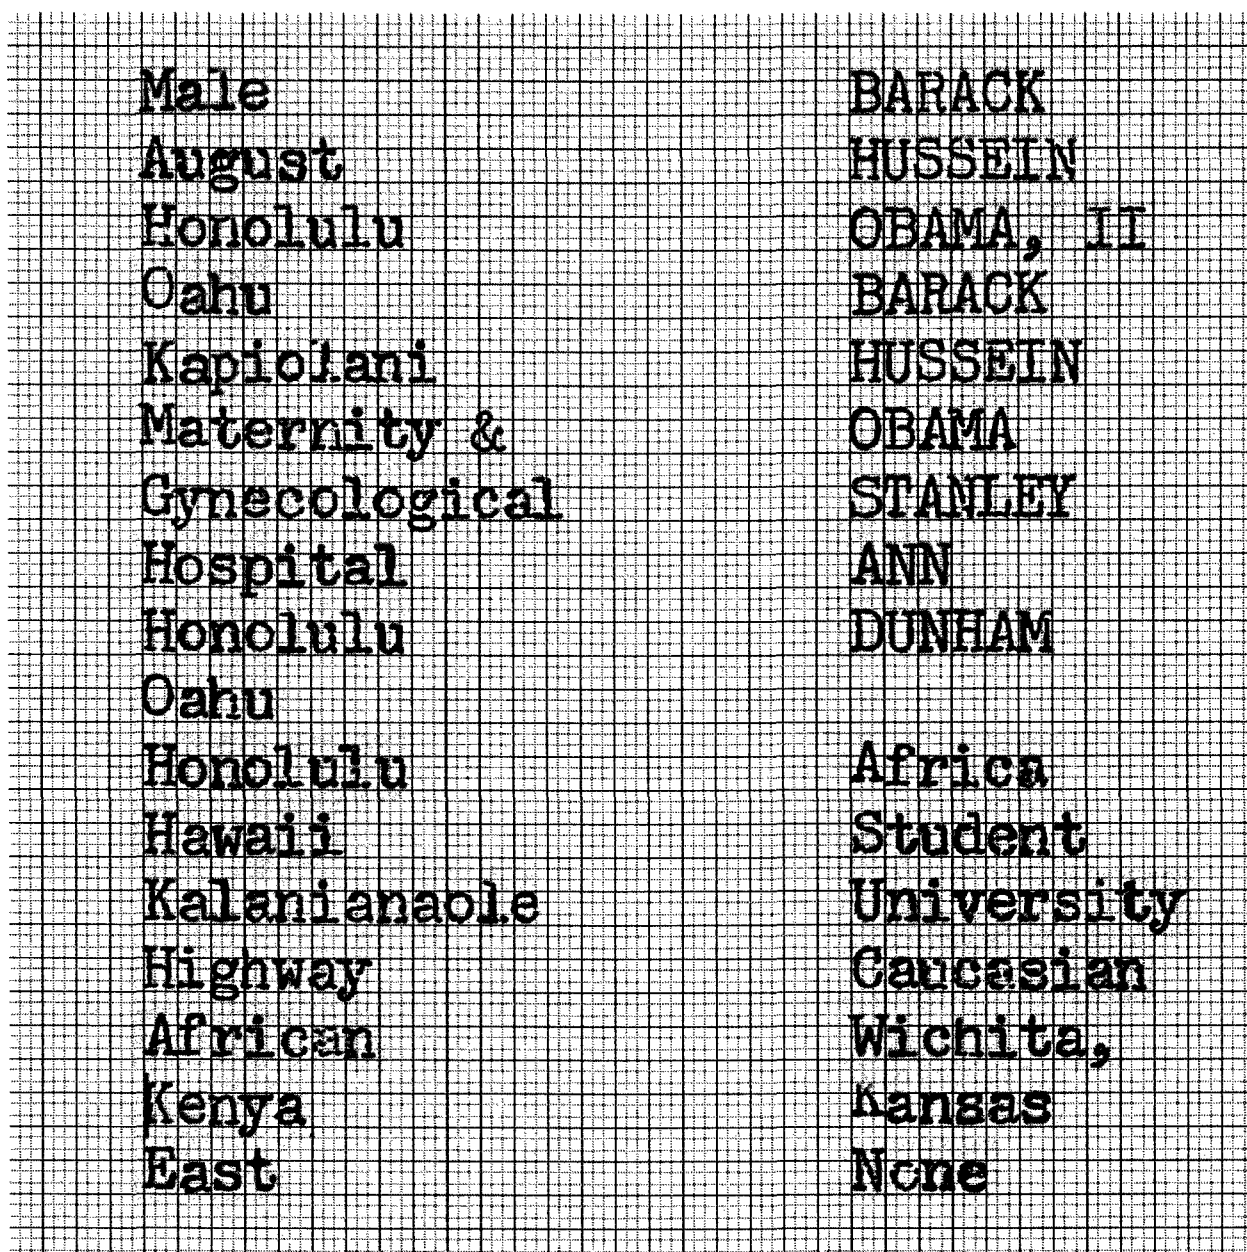 Male
August
Honolulu
Oahu
Kapiolani
Maternity &
Gynecological
Hospital
Honolulu
Oahu
Honolulu
Hawaii
Kalanianaole
Highway
African
Kenya
East
BARACK
HUSSEIN
OBAMA, II
BARACK
HUSSEIN
OBAMA
STANLEY
ANN
DUNHAM
Africa
Student
University
Caucasian
Wichita,
Kansas
None